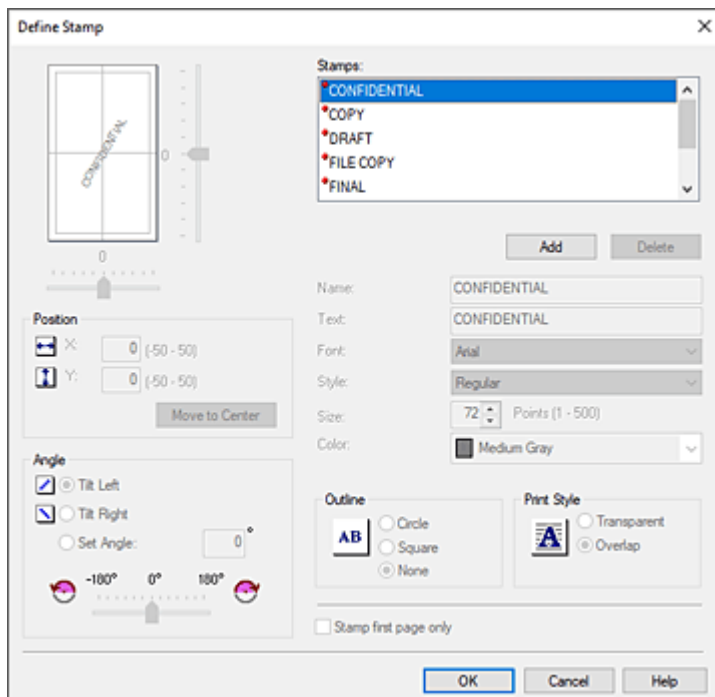 Define Stamp
CONFIDENTIAL
0
0
Position
X: 0 (-50 - 50)
Y: 0 (-50 - 50)
Move to Center
Angle
Tilt Left
Tilt Right
Set Angle: 0 °
-180° 0° 180°
Stamps:
CONFIDENTIAL
COPY
DRAFT
FILE COPY
FINAL
Add Delete
Name: CONFIDENTIAL
Text: CONFIDENTIAL
Font: Arial
Style: Regular
Size: 72 Points (1 - 500)
Color: Medium Gray
Outline
AB
Circle
Square
None
Print Style
A
Transparent
Overlap
Stamp first page only
OK Cancel Help